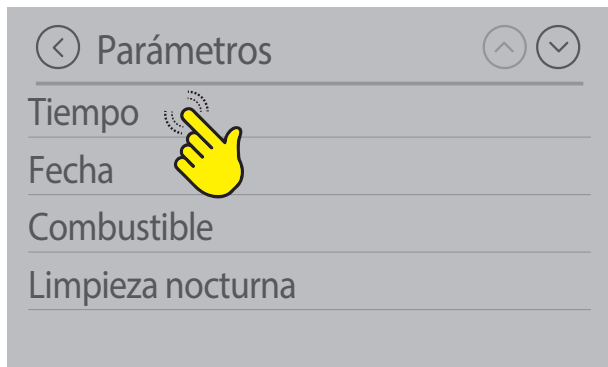 Parámetros
Tiempo
Fecha
Combustible
Limpieza nocturna